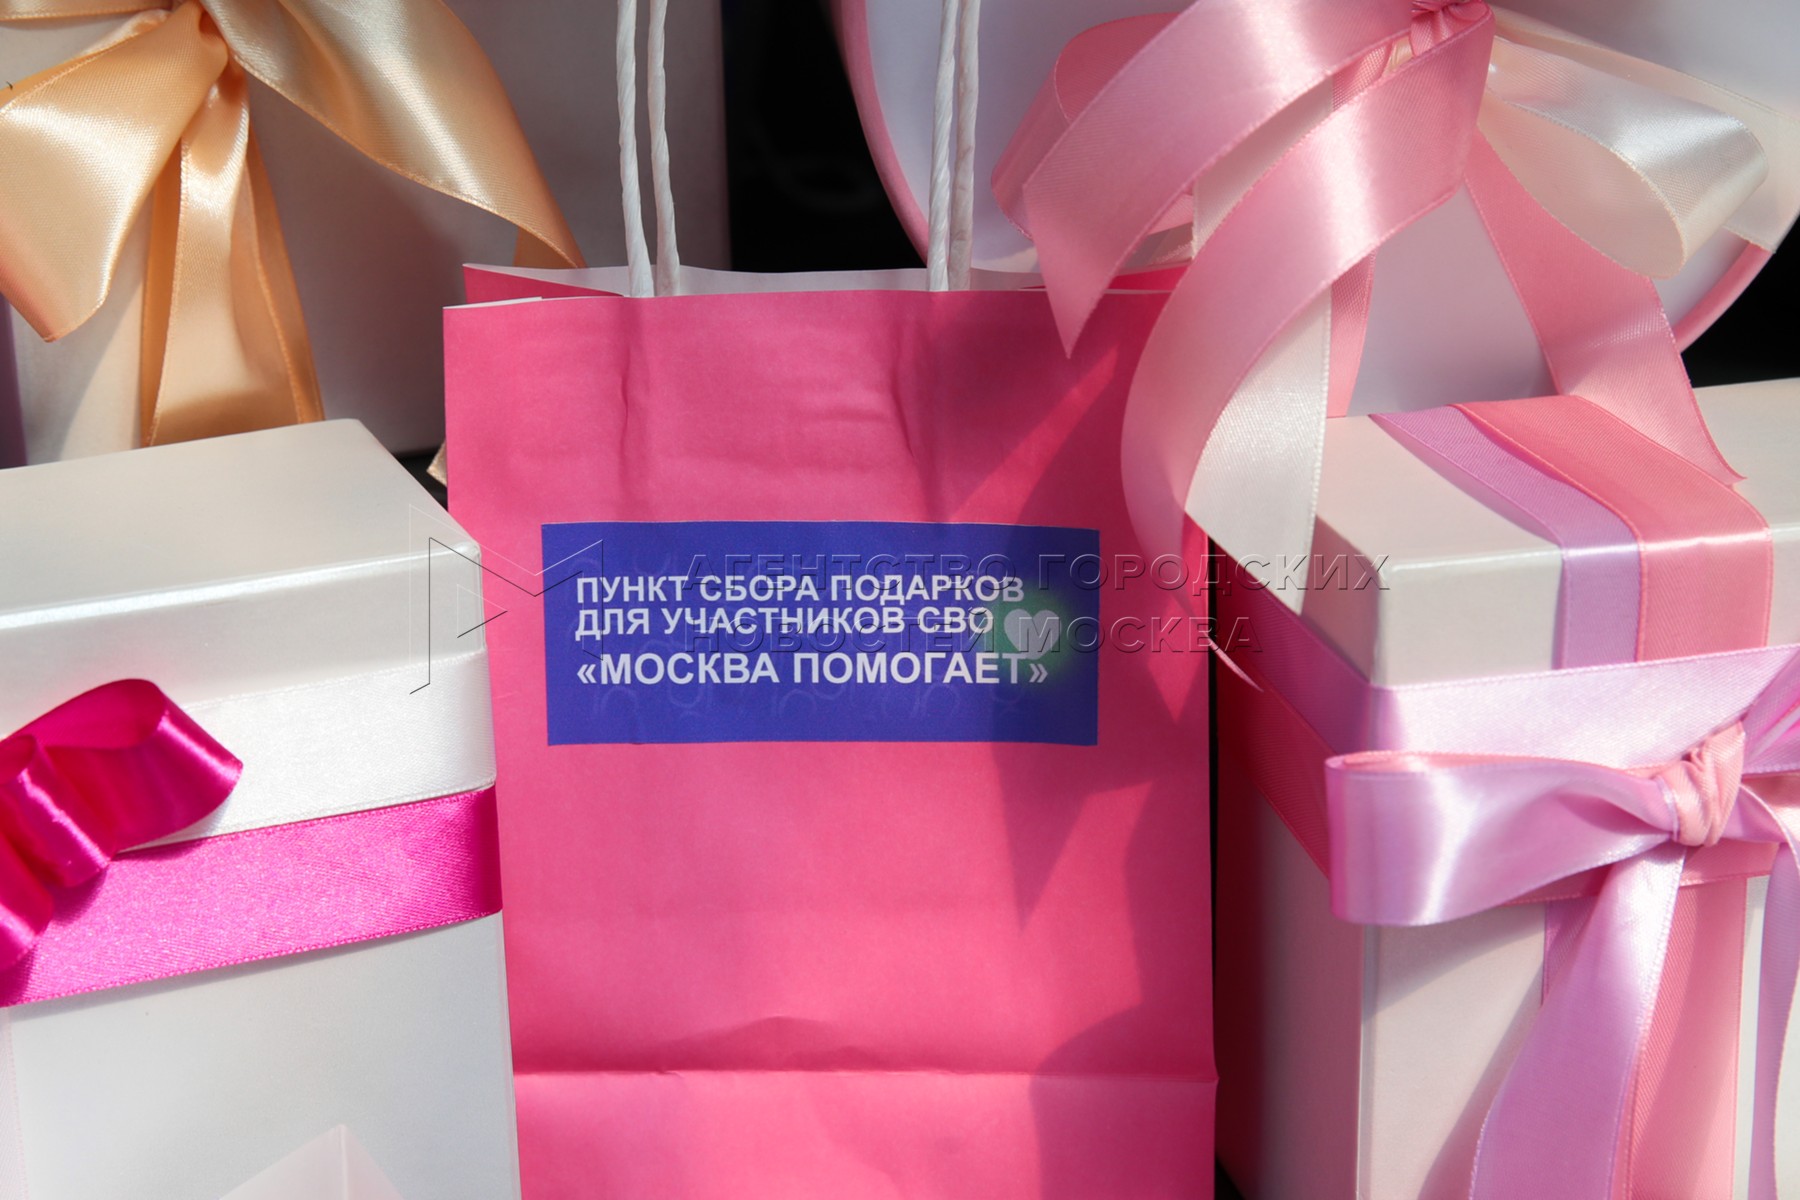 ПУНКТ СБОРА ПОДАРКОВ
ДЛЯ УЧАСТНИКОВ СВО
«МОСКВА ПОМОГАЕТ»
АГЕНТСТВО ГОРОДСКИХ
НОВОСТЕЙ МОСКВА